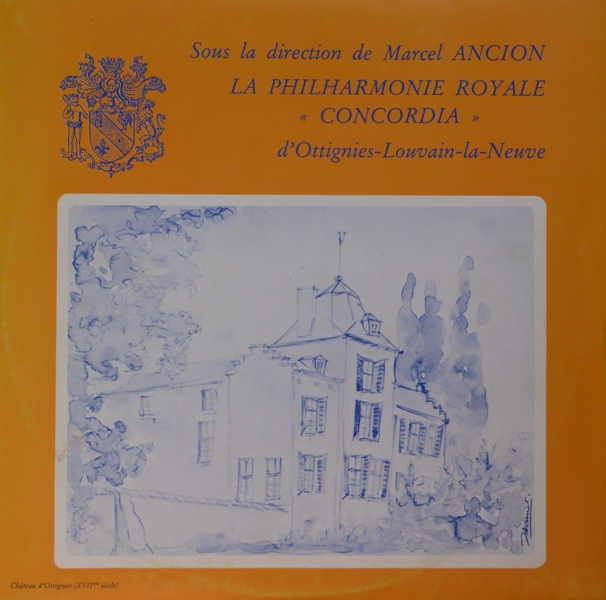 Sous la direction de Marcel ANCION
LA PHILHARMONIE ROYALE
« CONCORDIA »
d'Ottignies-Louvain-la-Neuve
Château d'Ottignies (XVIIème siècle)